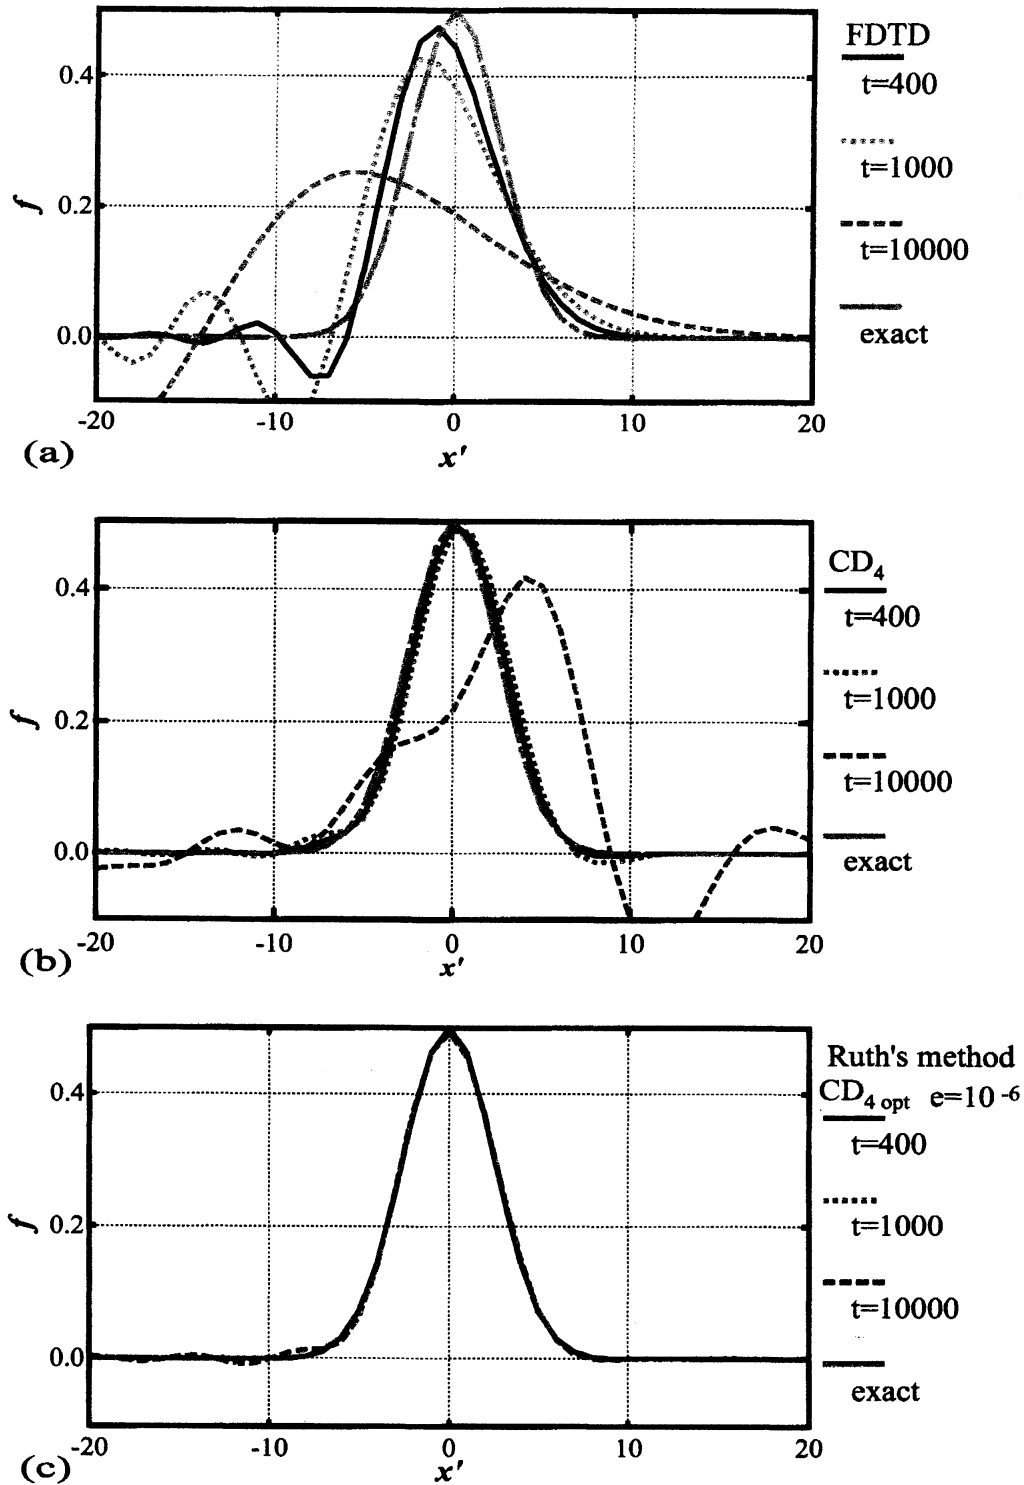 FDTD
t=400
t=1000
t=10000
exact
f
0.4
0.2
0.0
-20 -10 0 10 20
(a)
x'
CD4
t=400
t=1000
t=10000
exact
f
0.4
0.2
0.0
-20 -10 0 10 20
(b)
x'
Ruth's method
CD4 opt e=10 -6
t=400
t=1000
t=10000
exact
f
0.4
0.2
0.0
-20 -10 0 10 20
(c)
x'